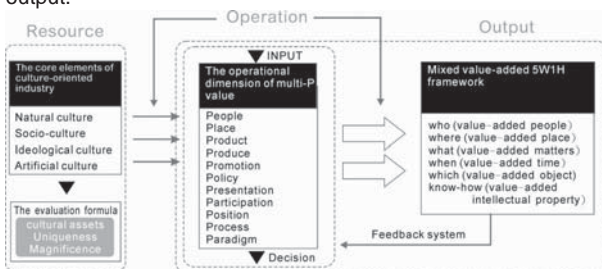 output.
Operation
Resource
Output
The core elements of
culture-oriented
industry
Natural culture
Socio-culture
Ideological culture
Artificial culture
The evaluation formula
cultural assets
Uniqueness
Magnificence
INPUT
The operational
dimension of multi-P
value
People
Place
Product
Produce
Promotion
Policy
Presentation
Participation
Position
Process
Paradigm
Decision
Mixed value-added 5W1H
framework
who (value-added people)
where (value-added place)
what (value-added matters)
when (value-added time)
which (value-added object)
know-how (value-added
intellectual property)
Feedback system